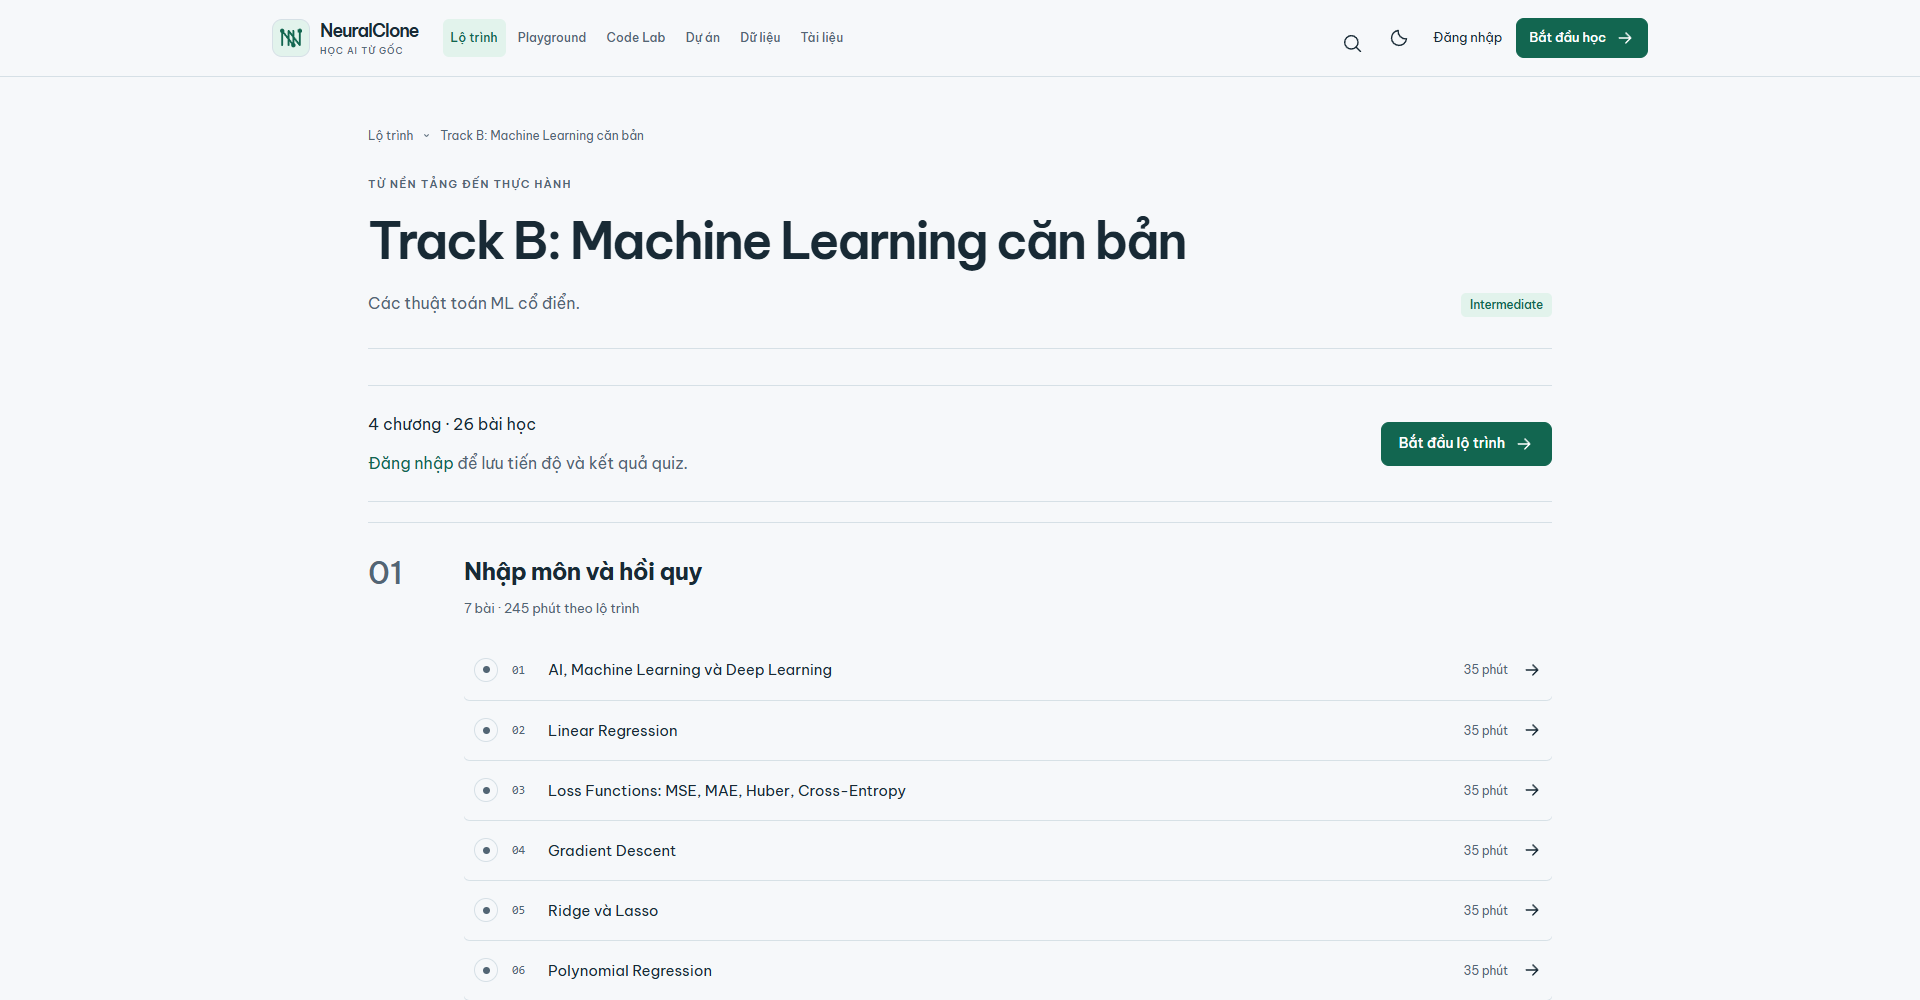 NeuralClone
HỌC AI TỪ GỐC
Lộ trình
Playground
Code Lab
Dự án
Dữ liệu
Tài liệu
Đăng nhập
Bắt đầu học
Lộ trình
Track B: Machine Learning căn bản
TỪ NỀN TẢNG ĐẾN THỰC HÀNH
Track B: Machine Learning căn bản
Các thuật toán ML cổ điển.
Intermediate
4 chương · 26 bài học
Đăng nhập để lưu tiến độ và kết quả quiz.
Bắt đầu lộ trình
01
Nhập môn và hồi quy
7 bài · 245 phút theo lộ trình
01 AI, Machine Learning và Deep Learning 35 phút
02 Linear Regression 35 phút
03 Loss Functions: MSE, MAE, Huber, Cross-Entropy 35 phút
04 Gradient Descent 35 phút
05 Ridge và Lasso 35 phút
06 Polynomial Regression 35 phút